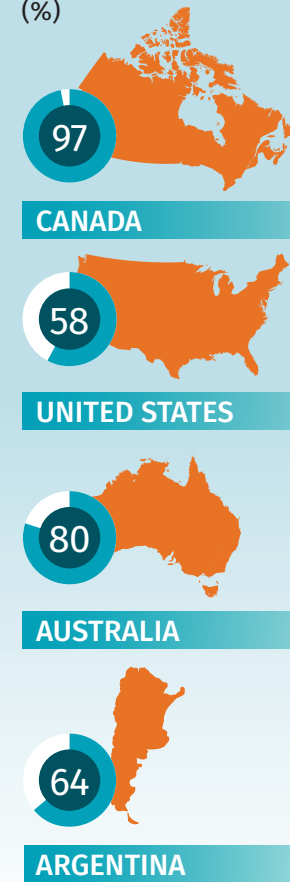 (%)
97
CANADA
58
UNITED STATES
80
AUSTRALIA
64
ARGENTINA